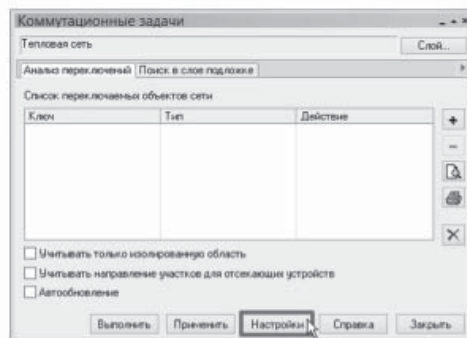 Коммутационные задачи
Тепловая сеть
Слой...
Анализ переключений Поиск в слое подложке
Список переключаемых объектов сети
Ключ Тип Действие
Учитывать только изолированную область
Учитывать направление участков для отсекающих устройств
Автообновление
Выполнить Применить Настройки Справка Закрыть